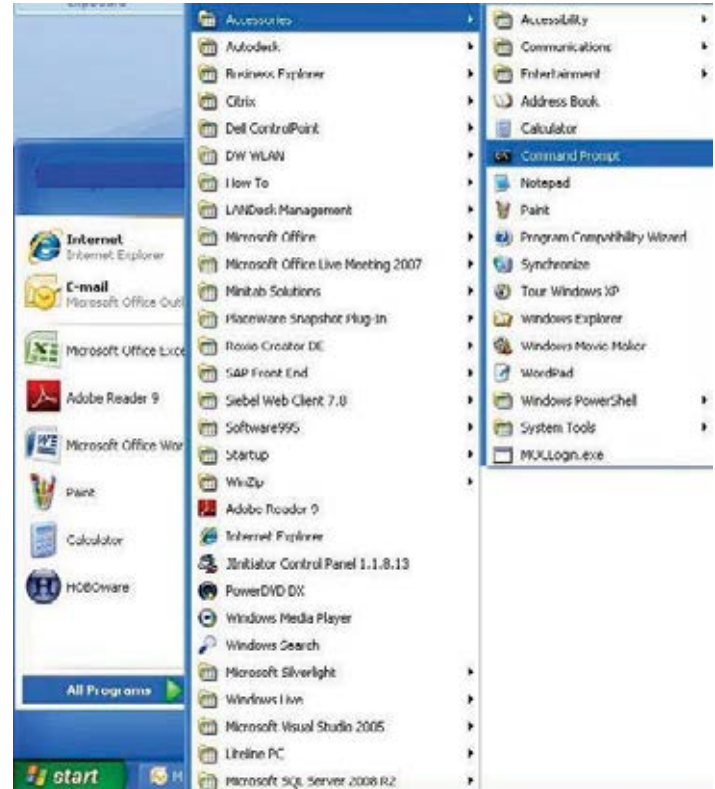 Internet
Internet Explorer
E-mail
Microsoft Office Outl
Microsoft Office Exce
Adobe Reader 9
Microsoft Office Wor
Paint
Calculator
HOBOware
All Programs
start
Accessories
Autodesk
Business Explorer
Citrix
Dell ControlPoint
DW WLAN
How To
LANDesk Management
Microsoft Office
Microsoft Office Live Meeting 2007
Minitab Solutions
Placeware Snapshot Plug-In
Roxio Creator DE
SAP Front End
Siebel Web Client 7.8
Software995
Startup
WinZip
Adobe Reader 9
Internet Explorer
JInitiator Control Panel 1.1.8.13
PowerDVD DX
Windows Media Player
Windows Search
Microsoft Silverlight
Windows Live
Microsoft Visual Studio 2005
Liteline PC
Microsoft SQL Server 2008 R2
Accessibility
Communications
Entertainment
Address Book
Calculator
Command Prompt
Notepad
Paint
Program Compatibility Wizard
Synchronize
Tour Windows XP
Windows Explorer
Windows Movie Maker
WordPad
Windows PowerShell
System Tools